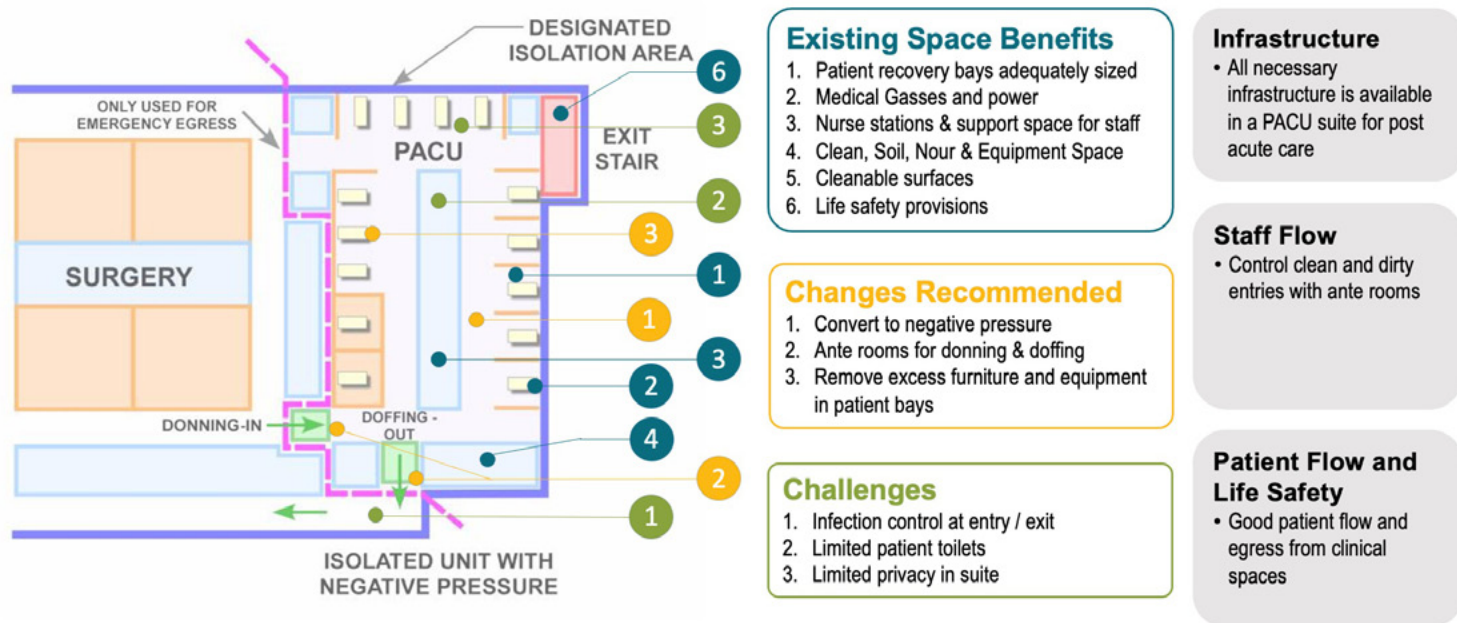 DESIGNATED
ISOLATION AREA
ONLY USED FOR
EMERGENCY EGRESS
PACU
EXIT
STAIR
SURGERY
DONNING-IN
DOFFING -
OUT
ISOLATED UNIT WITH
NEGATIVE PRESSURE
6
3
2
3
1
1
3
2
4
2
1
Existing Space Benefits
1. Patient recovery bays adequately sized
2. Medical Gasses and power
3. Nurse stations & support space for staff
4. Clean, Soil, Nour & Equipment Space
5. Cleanable surfaces
6. Life safety provisions
Changes Recommended
1. Convert to negative pressure
2. Ante rooms for donning & doffing
3. Remove excess furniture and equipment
in patient bays
Challenges
1. Infection control at entry / exit
2. Limited patient toilets
3. Limited privacy in suite
Infrastructure
• All necessary
infrastructure is available
in a PACU suite for post
acute care
Staff Flow
• Control clean and dirty
entries with ante rooms
Patient Flow and
Life Safety
• Good patient flow and
egress from clinical
spaces